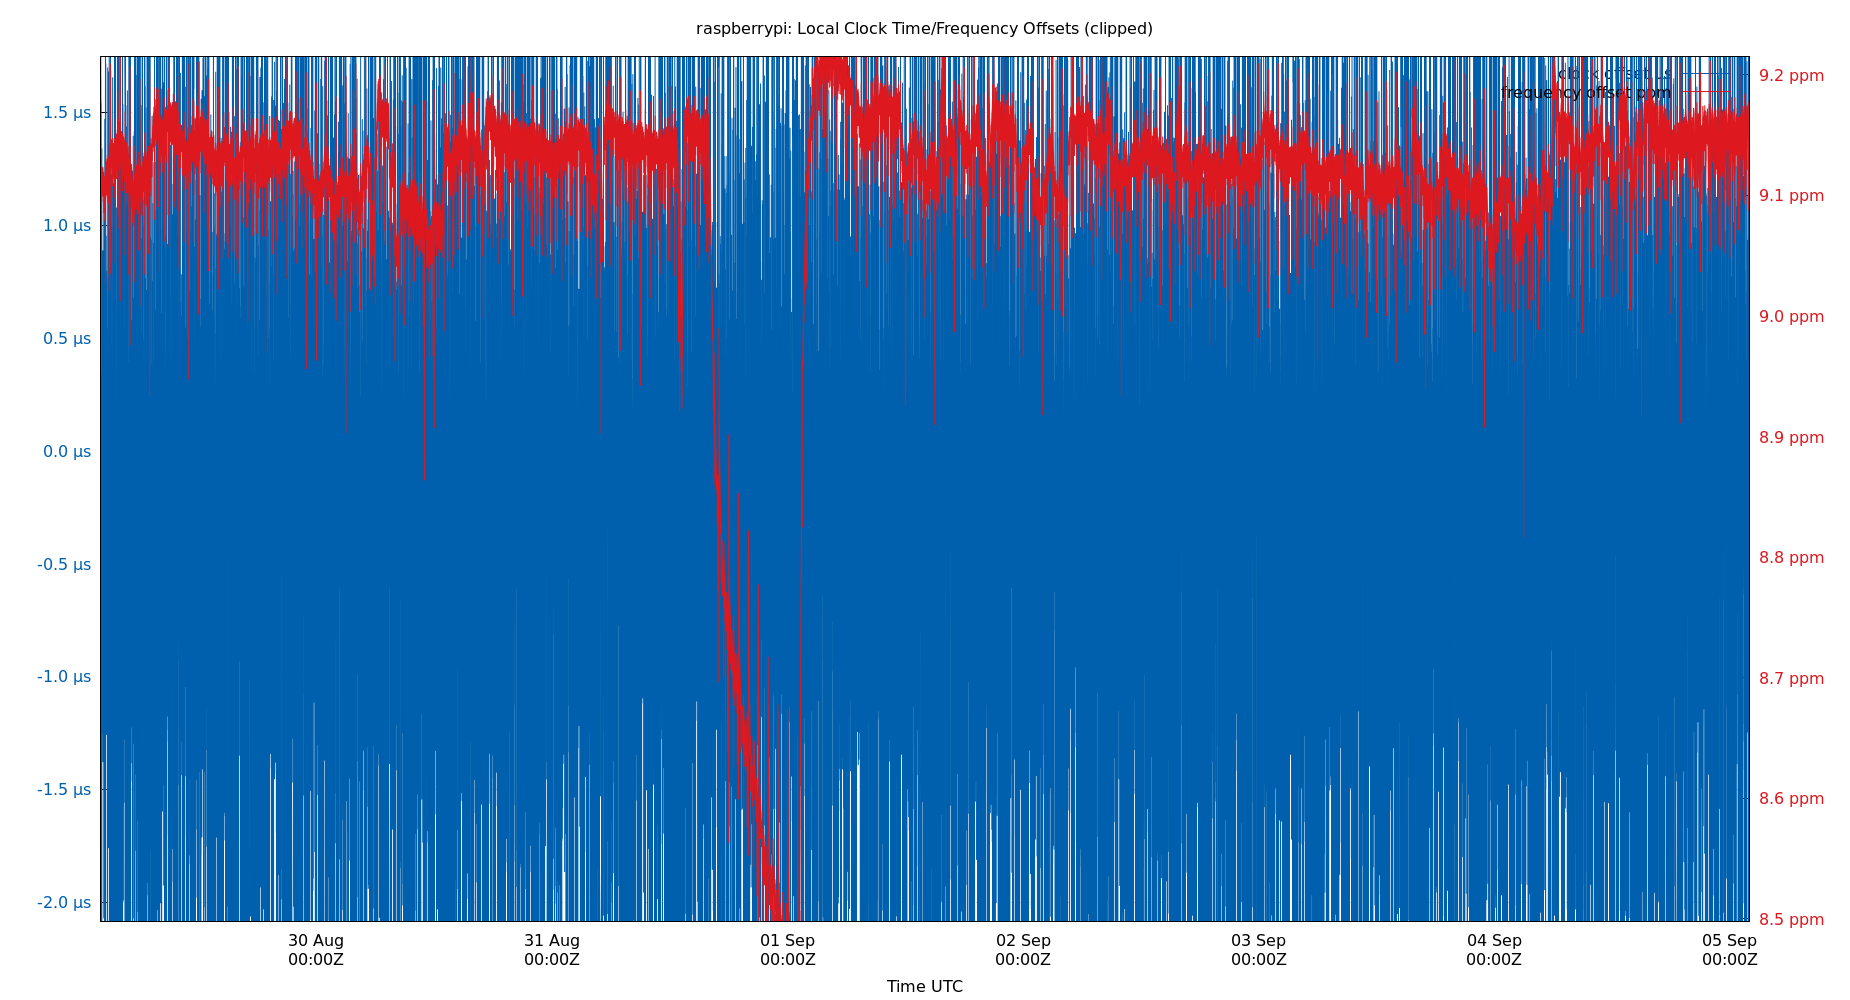 raspberrypi: Local Clock Time/Frequency Offsets (clipped)
clock offset µs
frequency offset ppm
1.5 µs
1.0 µs
0.5 µs
0.0 µs
-0.5 µs
-1.0 µs
-1.5 µs
-2.0 µs
9.2 ppm
9.1 ppm
9.0 ppm
8.9 ppm
8.8 ppm
8.7 ppm
8.6 ppm
8.5 ppm
30 Aug
00:00Z
31 Aug
00:00Z
01 Sep
00:00Z
02 Sep
00:00Z
03 Sep
00:00Z
04 Sep
00:00Z
05 Sep
00:00Z
Time UTC